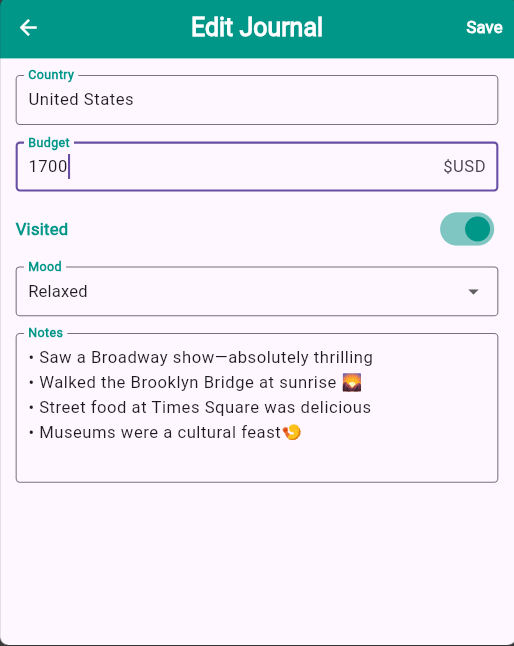 Edit Journal
Save
Country
United States
Budget
1700
$USD
Visited
Mood
Relaxed
Notes
• Saw a Broadway show—absolutely thrilling
• Walked the Brooklyn Bridge at sunrise 🌄
• Street food at Times Square was delicious
• Museums were a cultural feast🍤